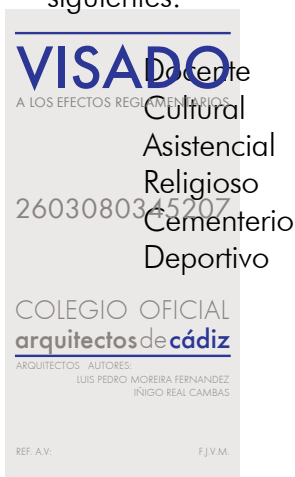 siguientes:
VISADO
Docente
A LOS EFECTOS REGLAMENTARIOS
Cultural
Asistencial
Religioso
2603080345207
Cementerio
Deportivo
COLEGIO OFICIAL
arquitectos de cádiz
ARQUITECTOS AUTORES:
LUIS PEDRO MOREIRA FERNANDEZ
IÑIGO REAL CAMBAS
REF. A.V: F.J.V.M.